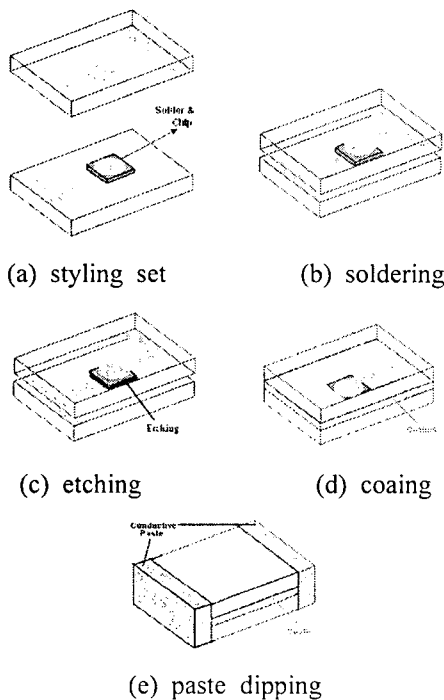 Solder &
Chip
(a) styling set
(b) soldering
Etching
(c) etching
(d) coaing
Conductive
Paste
(e) paste dipping